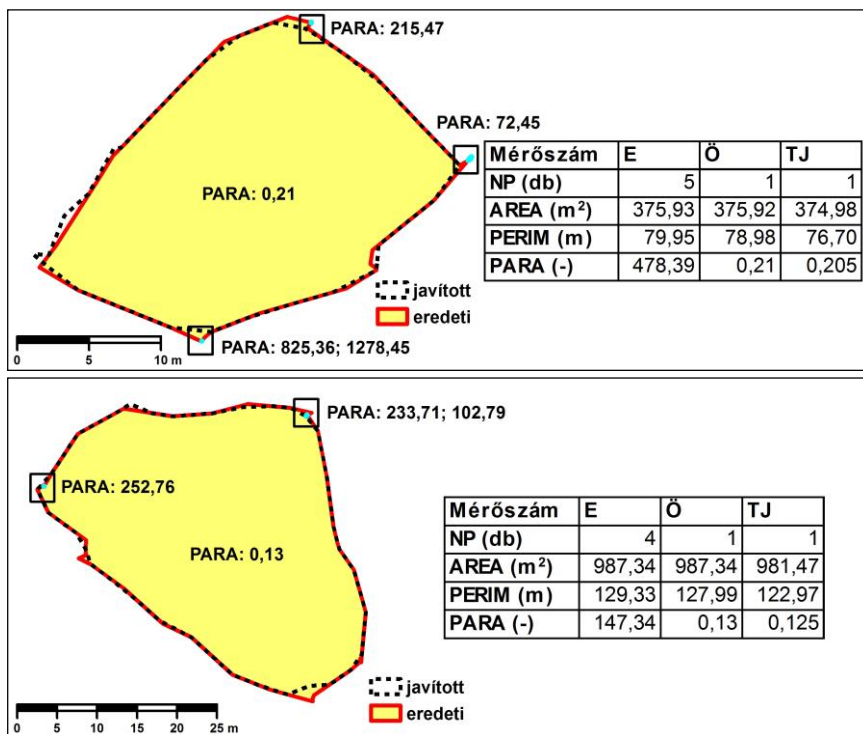 PARA: 215,47
PARA: 72,45
PARA: 0,21
Mérőszám E Ö TJ
NP (db) 5 1 1
AREA (m²) 375,93 375,92 374,98
PERIM (m) 79,95 78,98 76,70
PARA (-) 478,39 0,21 0,205
javított
eredeti
PARA: 825,36; 1278,45
0 5 10 m
PARA: 233,71; 102,79
PARA: 252,76
PARA: 0,13
Mérőszám E Ö TJ
NP (db) 4 1 1
AREA (m²) 987,34 987,34 981,47
PERIM (m) 129,33 127,99 122,97
PARA (-) 147,34 0,13 0,125
javított
eredeti
0 5 10 15 20 25 m